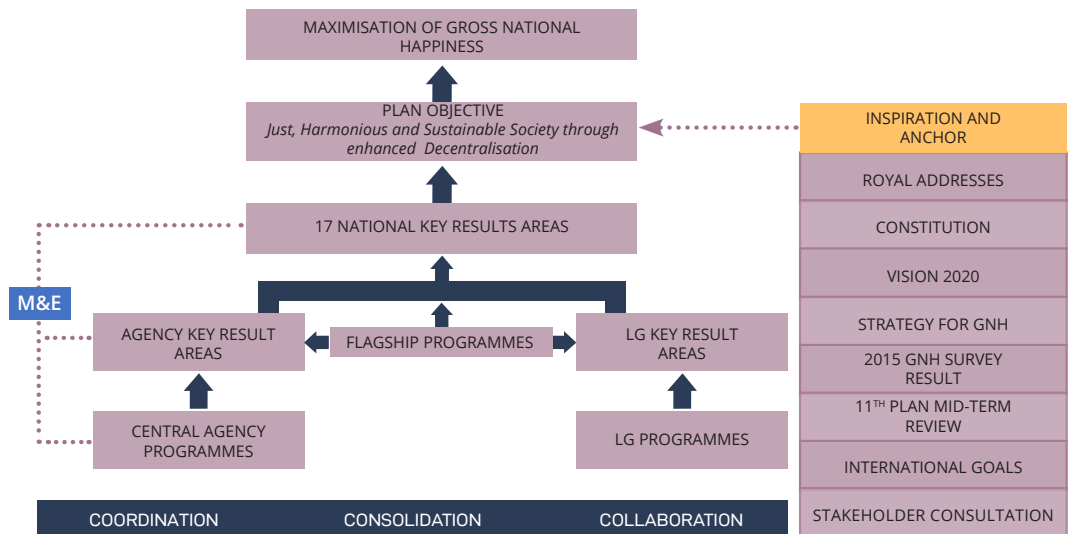 MAXIMISATION OF GROSS NATIONAL
HAPPINESS
PLAN OBJECTIVE
Just, Harmonious and Sustainable Society through
enhanced Decentralisation
17 NATIONAL KEY RESULTS AREAS
M&E
AGENCY KEY RESULT
AREAS
FLAGSHIP PROGRAMMES
LG KEY RESULT
AREAS
CENTRAL AGENCY
PROGRAMMES
LG PROGRAMMES
COORDINATION
CONSOLIDATION
COLLABORATION
INSPIRATION AND
ANCHOR
ROYAL ADDRESSES
CONSTITUTION
VISION 2020
STRATEGY FOR GNH
2015 GNH SURVEY
RESULT
11TH PLAN MID-TERM
REVIEW
INTERNATIONAL GOALS
STAKEHOLDER CONSULTATION